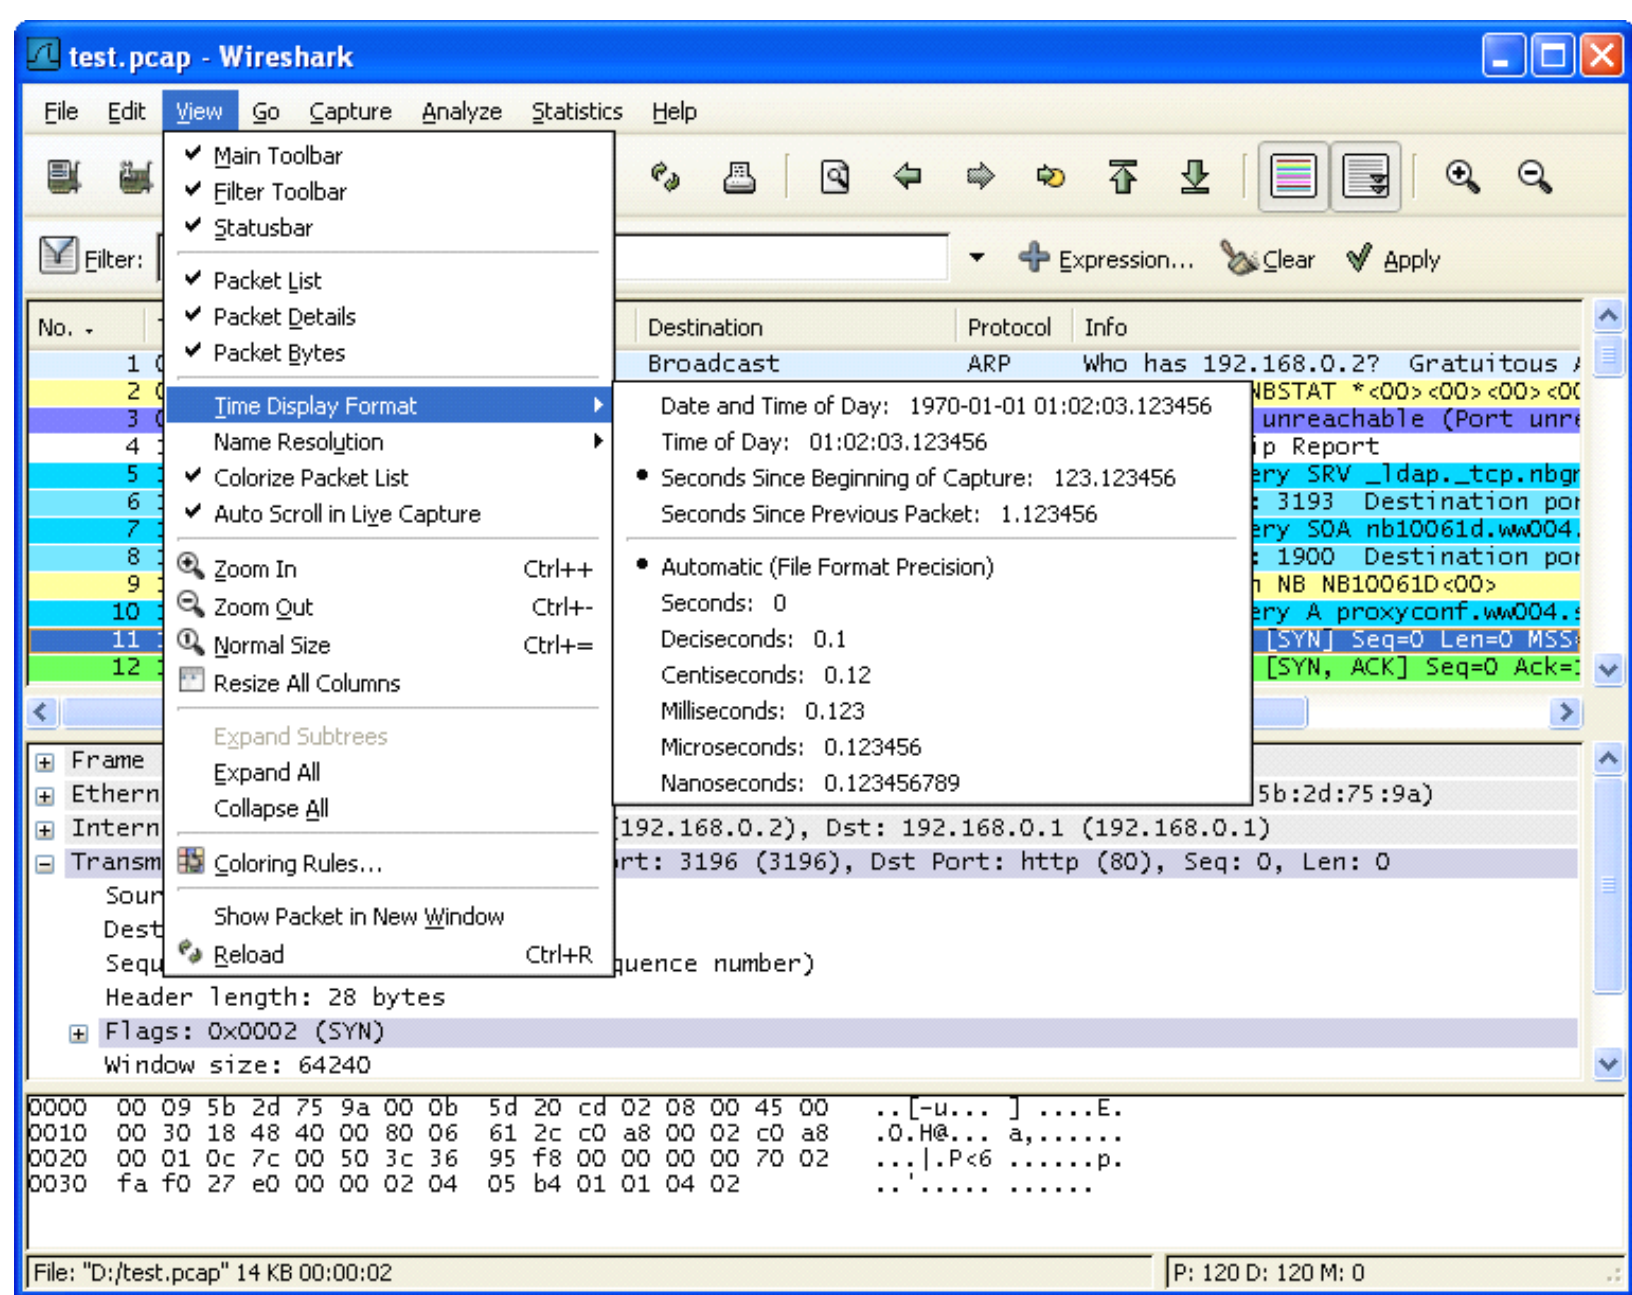 test.pcap - Wireshark
File Edit View Go Capture Analyze Statistics Help
Main Toolbar
Filter Toolbar
Statusbar
Filter: Expression... Clear Apply
Packet List
Packet Details
Packet Bytes
No. Destination Protocol Info
1 Broadcast ARP Who has 192.168.0.2? Gratuitous
2 NBSTAT *<00><00><00><00
3 unreachable (Port unre
4 ip Report
5 ery SRV _ldap._tcp.nbgr
6 : 3193 Destination por
7 ery SOA nb10061d.ww004.
8 : 1900 Destination por
9 NB NB10061D<00>
10 ery A proxyconf.ww004.
11 [SYN] Seq=0 Len=0 MSS
12 [SYN, ACK] Seq=0 Ack=
Time Display Format
Name Resolution
Colorize Packet List
Auto Scroll in Live Capture
Zoom In Ctrl++
Zoom Out Ctrl+-
Normal Size Ctrl+=
Resize All Columns
Expand Subtrees
Expand All
Collapse All
Coloring Rules...
Show Packet in New Window
Reload Ctrl+R
Date and Time of Day: 1970-01-01 01:02:03.123456
Time of Day: 01:02:03.123456
Seconds Since Beginning of Capture: 123.123456
Seconds Since Previous Packet: 1.123456
Automatic (File Format Precision)
Seconds: 0
Deciseconds: 0.1
Centiseconds: 0.12
Milliseconds: 0.123
Microseconds: 0.123456
Nanoseconds: 0.123456789
Frame
Ethern 5b:2d:75:9a)
Intern (192.168.0.2), Dst: 192.168.0.1 (192.168.0.1)
Transm rt: 3196 (3196), Dst Port: http (80), Seq: 0, Len: 0
Sour
Dest
Sequ quence number)
Header length: 28 bytes
Flags: 0x0002 (SYN)
Window size: 64240
0000 00 09 5b 2d 75 9a 00 0b 5d 20 cd 02 08 00 45 00 ..[-u... ] ....E.
0010 00 30 18 48 40 00 80 06 61 2c c0 a8 00 02 c0 a8 .0.H@... a,......
0020 00 01 0c 7c 00 50 3c 36 95 f8 00 00 00 00 70 02 ...|.P<6 ......p.
0030 fa f0 27 e0 00 00 02 04 05 b4 01 01 04 02 ..'..... ......
File: "D:/test.pcap" 14 KB 00:00:02 P: 120 D: 120 M: 0